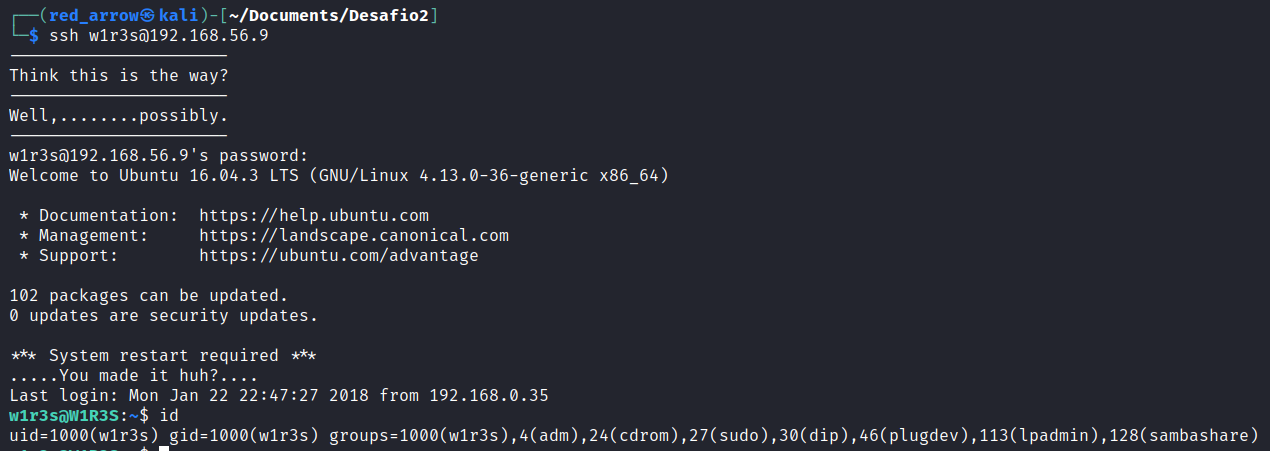 ┌──(red_arrow㉿kali)-[~/Documents/Desafio2]
└─$ ssh w1r3s@192.168.56.9
----------------------
Think this is the way?
----------------------
Well,........possibly.
----------------------
w1r3s@192.168.56.9's password:
Welcome to Ubuntu 16.04.3 LTS (GNU/Linux 4.13.0-36-generic x86_64)
* Documentation:  https://help.ubuntu.com
* Management:     https://landscape.canonical.com
* Support:        https://ubuntu.com/advantage
102 packages can be updated.
0 updates are security updates.
*** System restart required ***
.....You made it huh?....
Last login: Mon Jan 22 22:47:27 2018 from 192.168.0.35
w1r3s@W1R3S:~$ id
uid=1000(w1r3s) gid=1000(w1r3s) groups=1000(w1r3s),4(adm),24(cdrom),27(sudo),30(dip),46(plugdev),113(lpadmin),128(sambashare)